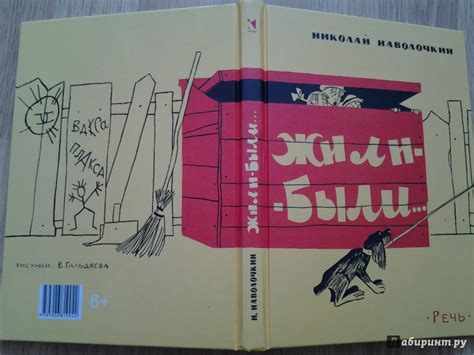 ВАКСА
ПЛАКСА
РИСУНКИ В. ГАЛЬДЯЕВА
6+
Н. НАВОЛОЧКИН
ЖИЛИ-БЫЛИ...
НИКОЛАЙ НАВОЛОЧКИН
ЖИЛИ-
-БЫЛИ...
РЕЧЬ
Лабиринт.ру